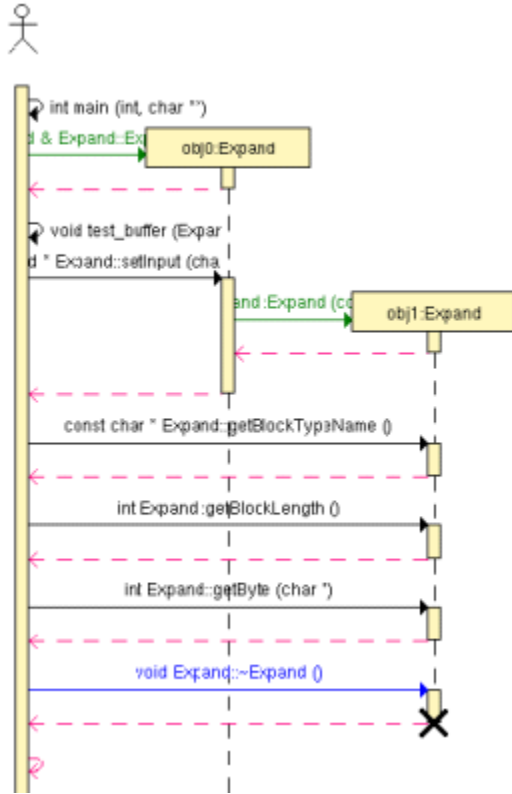 int main (int, char **)
d & Expand::Exp
obj0:Expand
void test_buffer (Expar
d * Expand::setInput (cha
and:Expand (co
obj1:Expand
const char * Expand::getBlockTypeName ()
int Expand::getBlockLength ()
int Expand::getByte (char *)
void Expand::~Expand ()